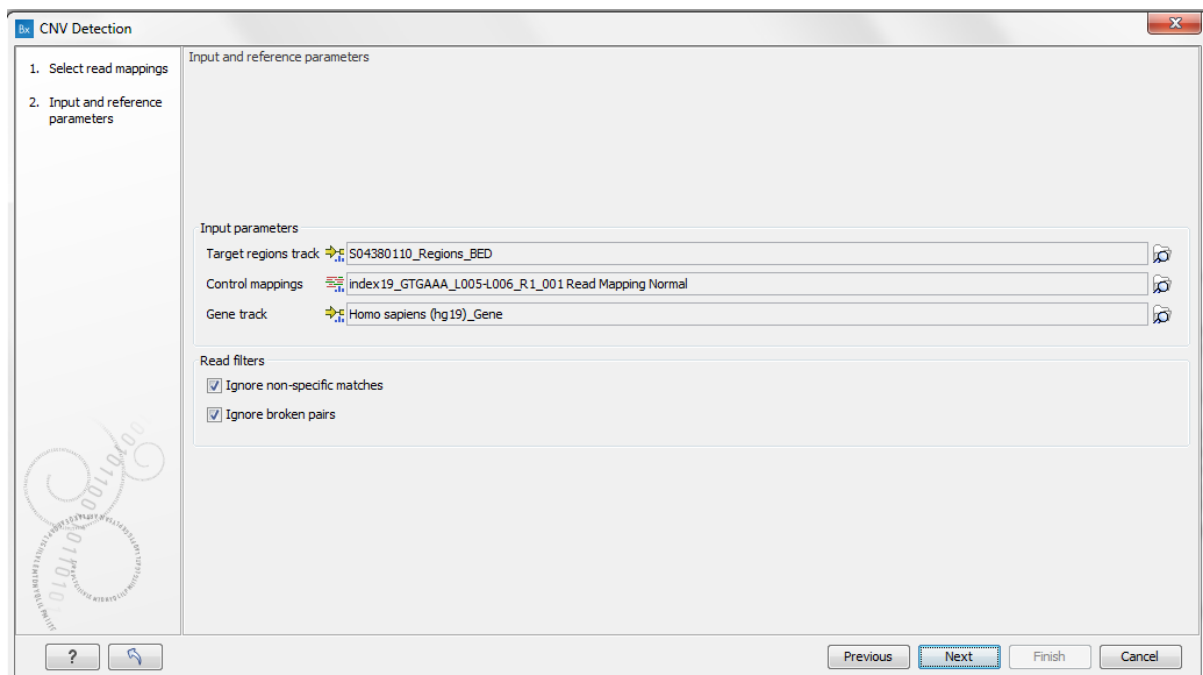 Bx CNV Detection
1. Select read mappings
2. Input and reference
parameters
Input and reference parameters
Input parameters
Target regions track S04380110_Regions_BED
Control mappings index19_GTGAAA_L005-L006_R1_001 Read Mapping Normal
Gene track Homo sapiens (hg19)_Gene
Read filters
Ignore non-specific matches
Ignore broken pairs
? Previous Next Finish Cancel